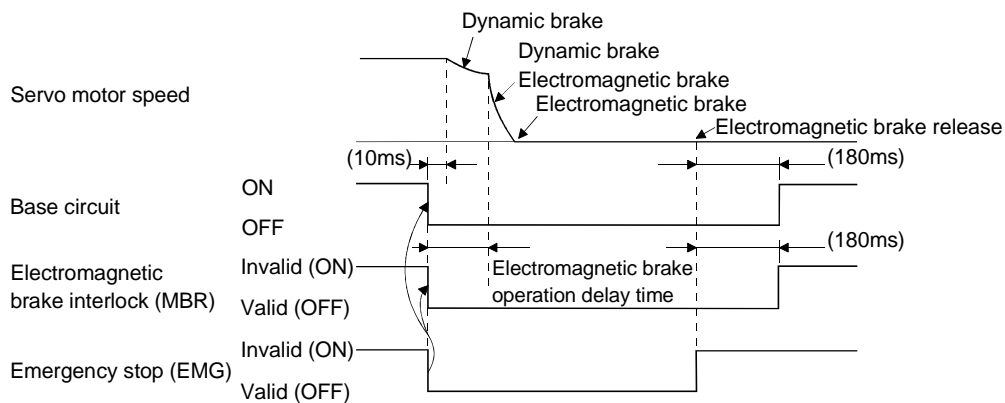 Dynamic brake
Dynamic brake
Electromagnetic brake
Electromagnetic brake
Servo motor speed
Electromagnetic brake release
(10ms)
(180ms)
ON
Base circuit
OFF
(180ms)
Electromagnetic
brake interlock (MBR)
Invalid (ON)
Valid (OFF)
Electromagnetic brake
operation delay time
Invalid (ON)
Emergency stop (EMG)
Valid (OFF)